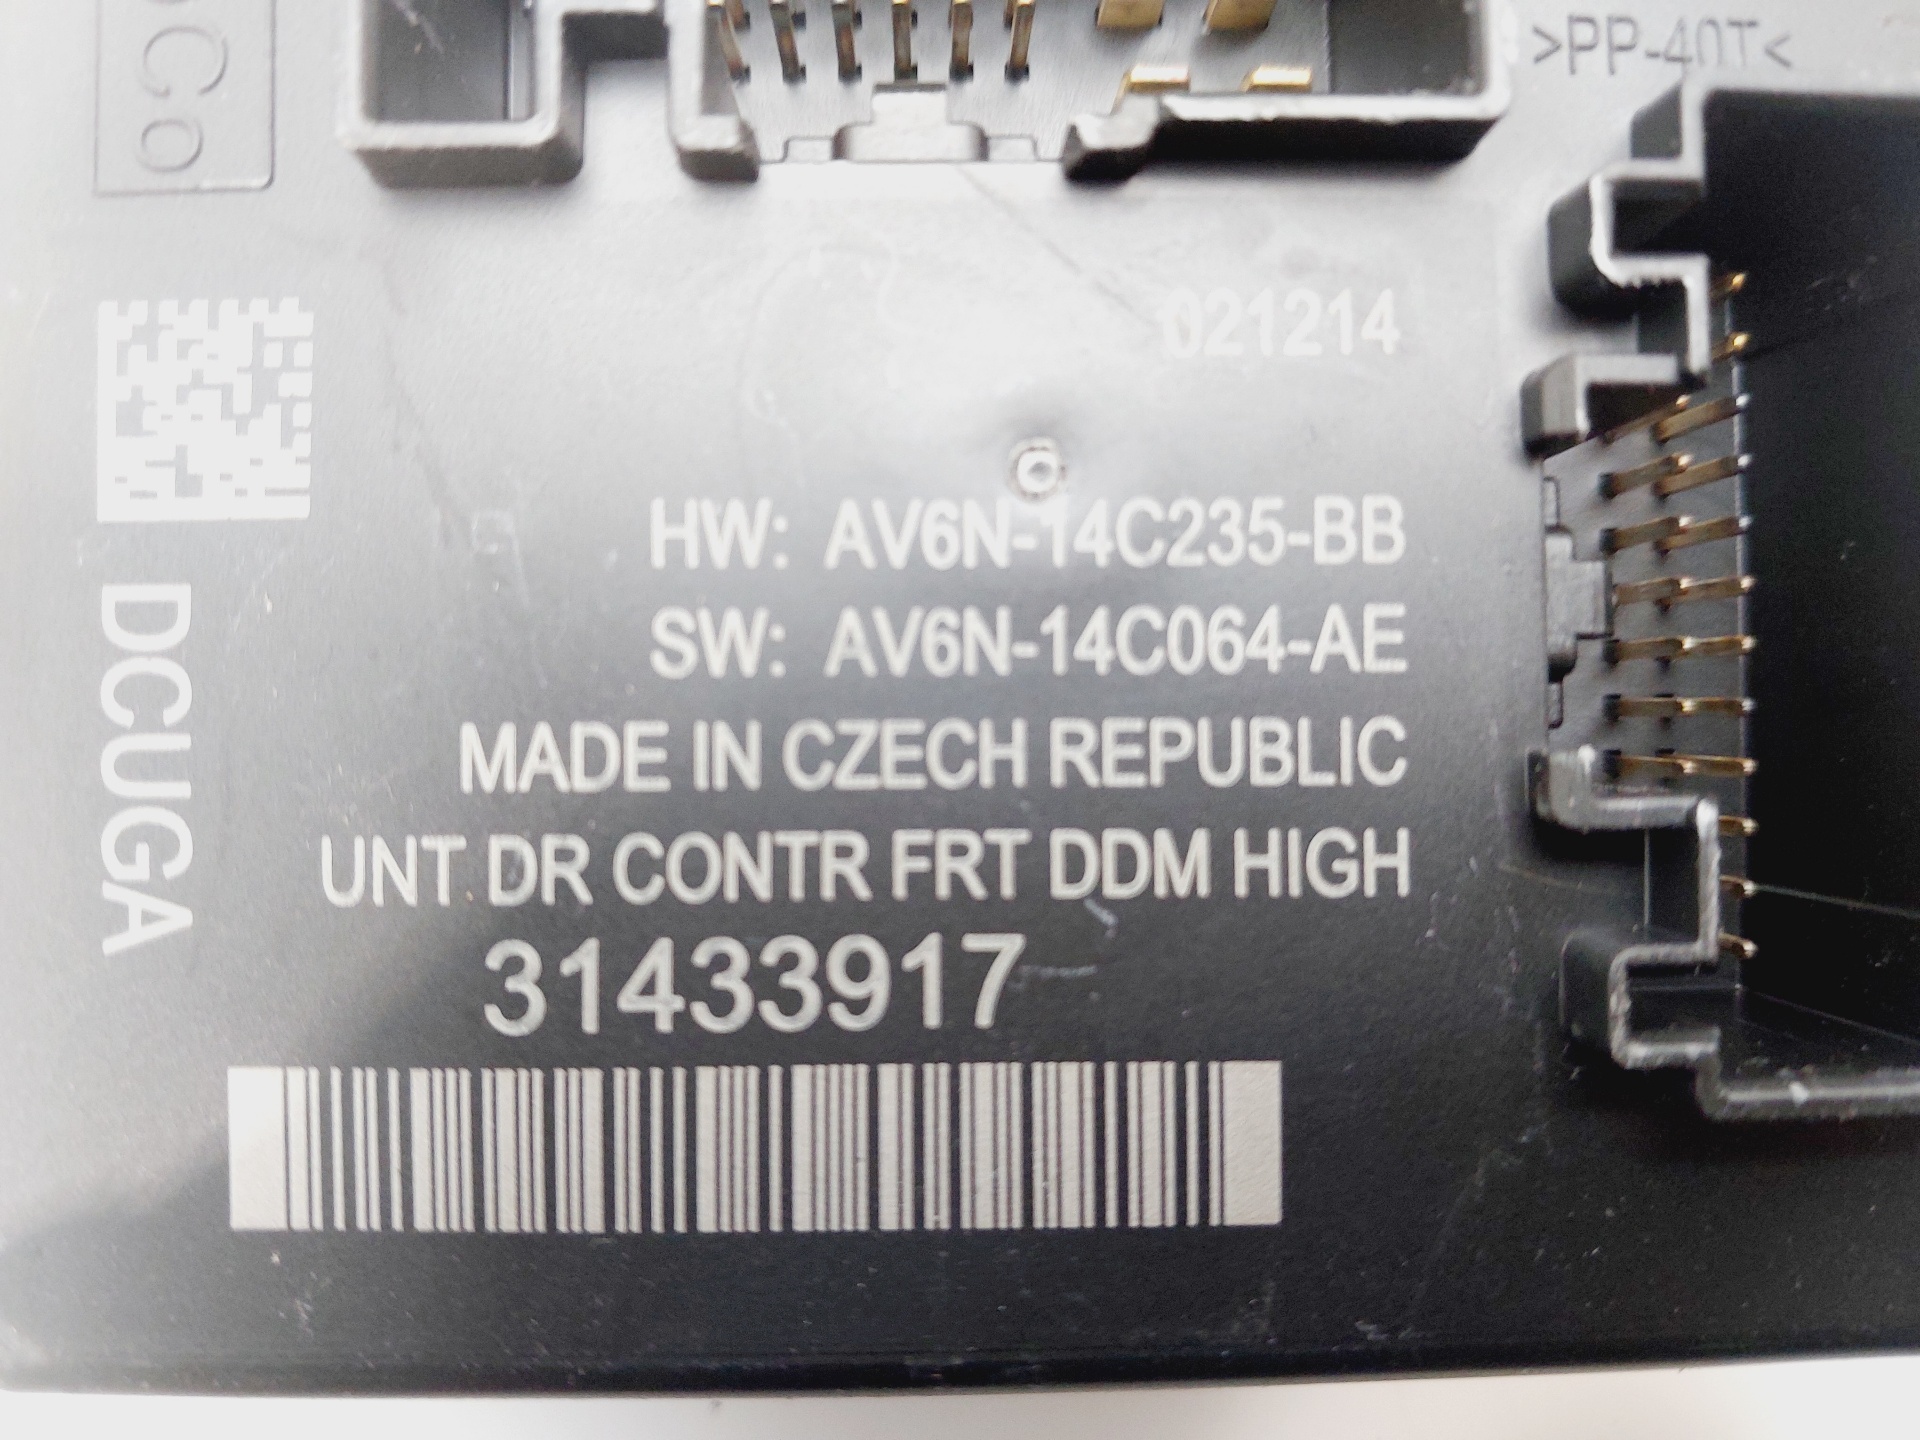 >PP-40T<
021214
HW: AV6N-14C235-BB
SW: AV6N-14C064-AE
MADE IN CZECH REPUBLIC
UNT DR CONTR FRT DDM HIGH
31433917
DCUGA